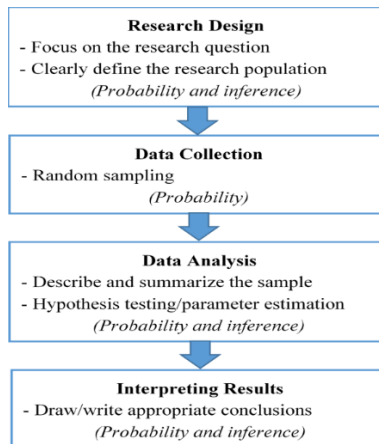 Research Design
- Focus on the research question
- Clearly define the research population
(Probability and inference)
Data Collection
- Random sampling
(Probability)
Data Analysis
- Describe and summarize the sample
- Hypothesis testing/parameter estimation
(Probability and inference)
Interpreting Results
- Draw/write appropriate conclusions
(Probability and inference)